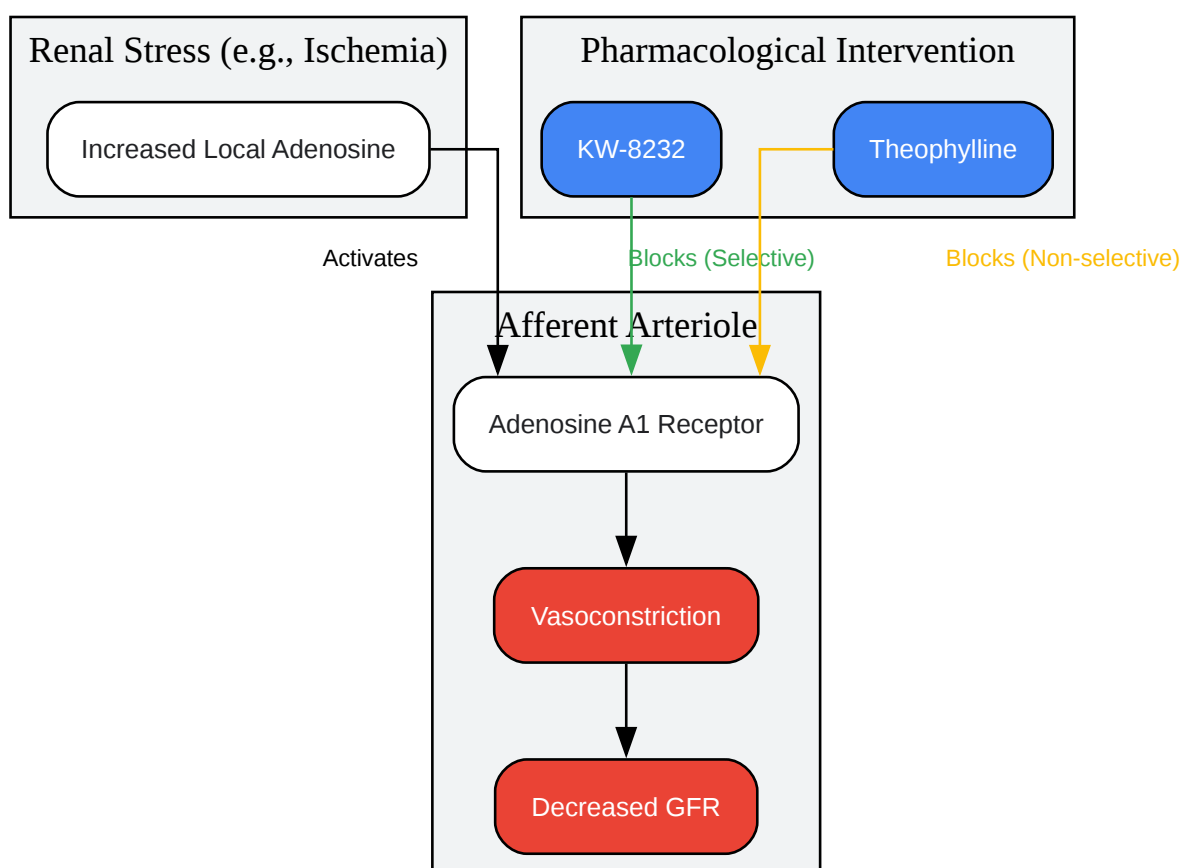 Renal Stress (e.g., Ischemia)
Pharmacological Intervention
Increased Local Adenosine
KW-8232
Theophylline
Activates
Blocks (Selective)
Blocks (Non-selective)
Afferent Arteriole
Adenosine A1 Receptor
Vasoconstriction
Decreased GFR